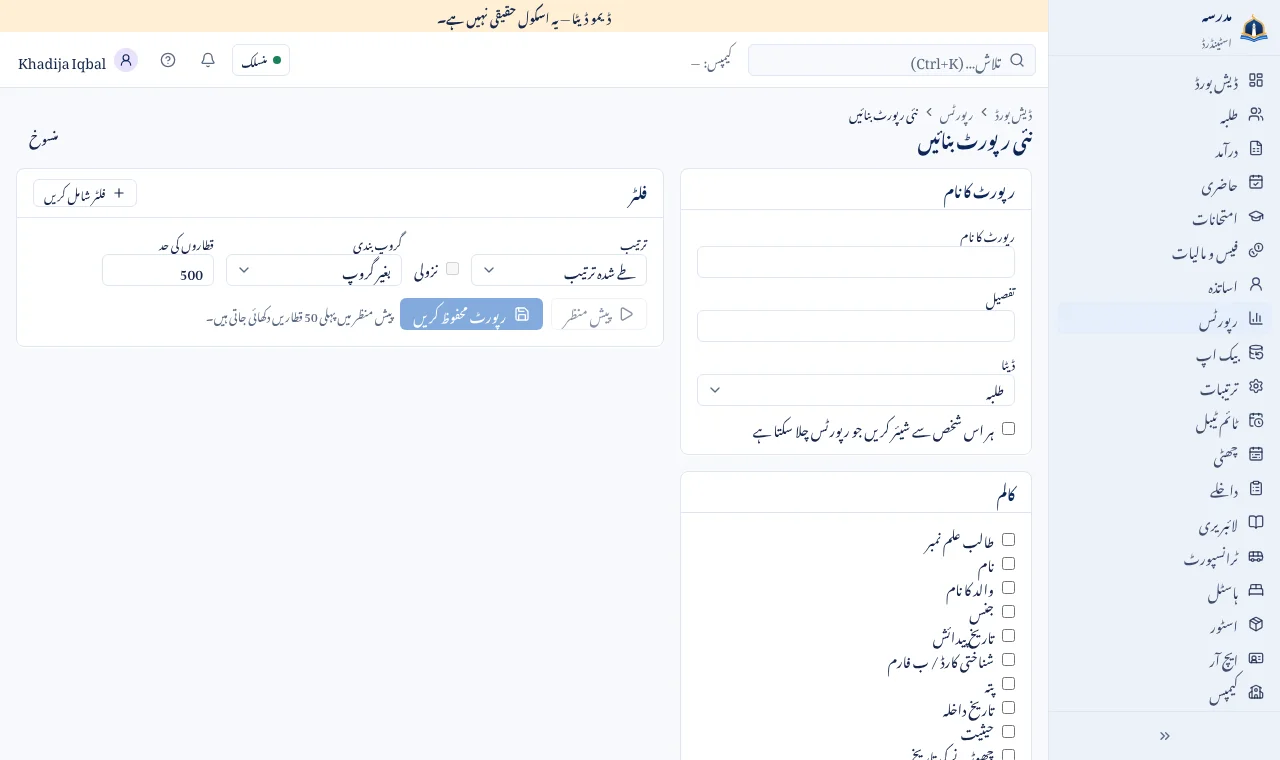 ڈیمو ڈیٹا — یہ اسکول حقیقی نہیں ہے۔
مدرسہ
اسٹینڈرڈ
ڈیش بورڈ
طلبہ
درآمد
حاضری
امتحانات
فیس و مالیات
اساتذہ
رپورٹس
بیک اپ
ترتیبات
ٹائم ٹیبل
چھٹی
داخلے
لائبریری
ٹرانسپورٹ
ہاسٹل
اسٹور
ایچ آر
کیمپس
تلاش... (Ctrl+K)
کیمپس: —
منسلک
Khadija Iqbal
ڈیش بورڈ
رپورٹس
نئی رپورٹ بنائیں
نئی رپورٹ بنائیں
منسوخ
رپورٹ کا نام
رپورٹ کا نام
تفصیل
ڈیٹا
طلبہ
ہر اس شخص سے شیئر کریں جو رپورٹس چلا سکتا ہے
کالم
طالب علم نمبر
نام
والد کا نام
جنس
تاریخ پیدائش
شناختی کارڈ / ب فارم
پتہ
تاریخ داخلہ
حیثیت
چھوڑنے کی تاریخ
فلٹر
فلٹر شامل کریں
ترتیب
طے شدہ ترتیب
نزولی
گروپ بندی
بغیر گروپ
قطاروں کی حد
500
پیش منظر
رپورٹ محفوظ کریں
پیش منظر میں پہلی 50 قطاریں دکھائی جاتی ہیں۔